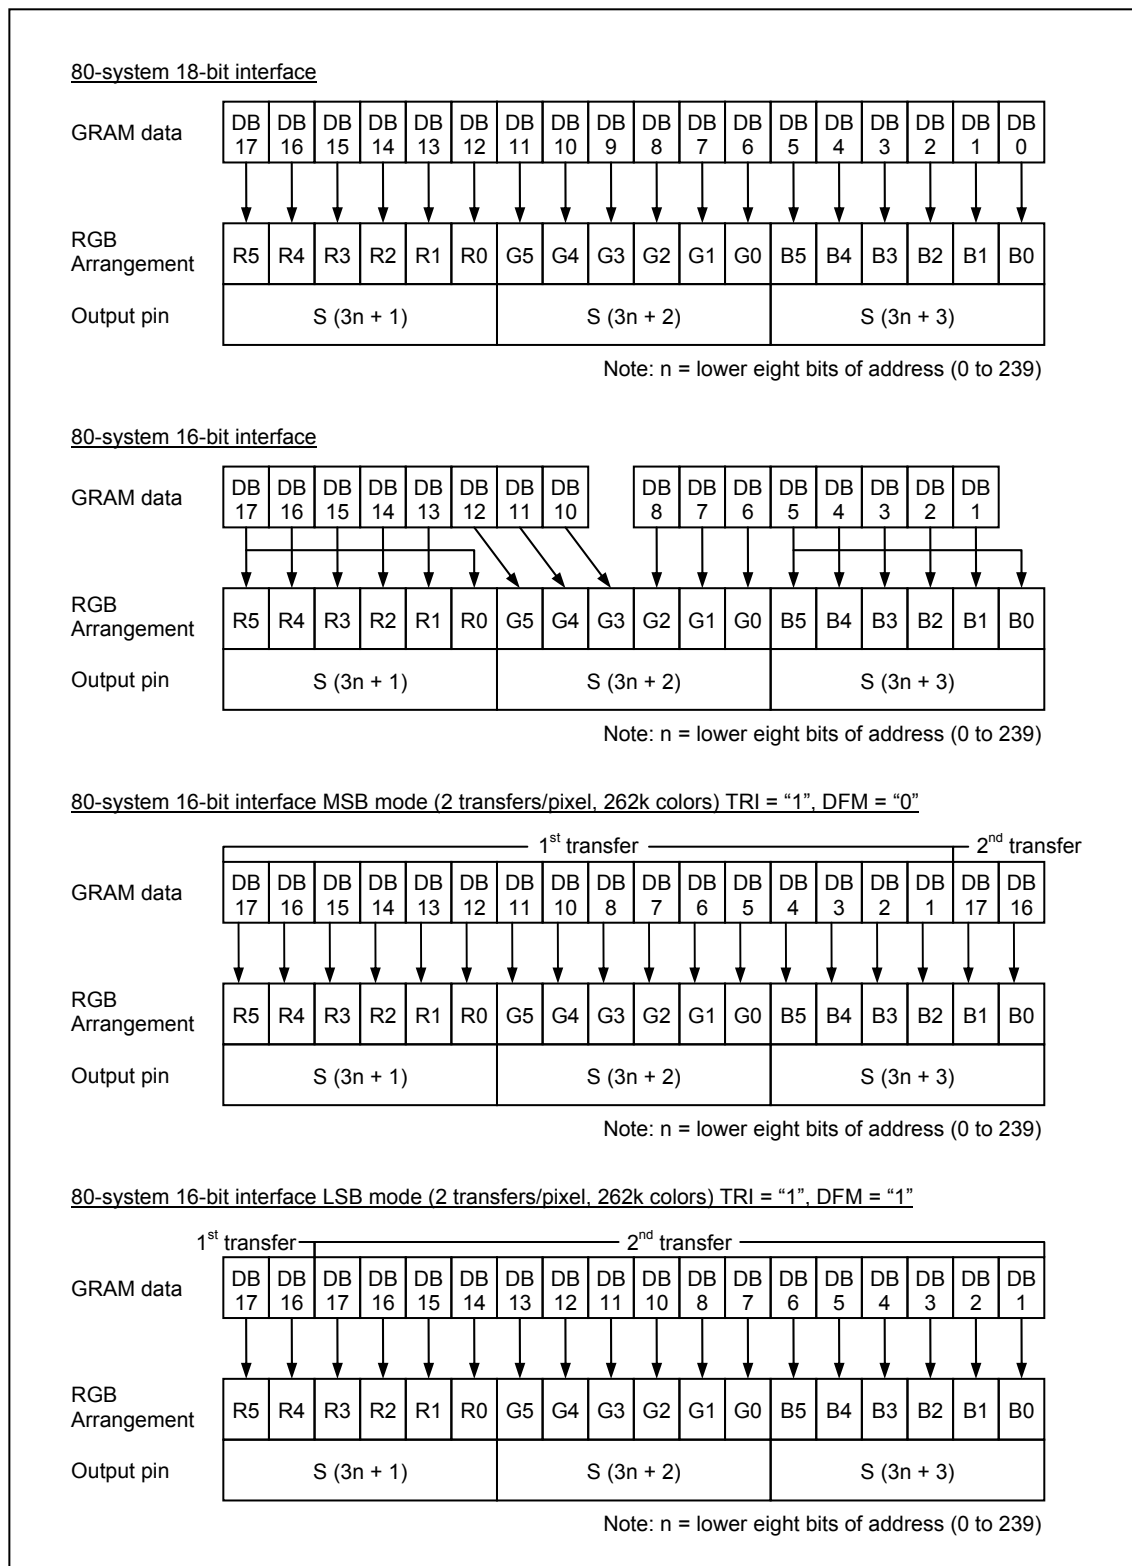 80-system 18-bit interface
GRAM data DB 17 DB 16 DB 15 DB 14 DB 13 DB 12 DB 11 DB 10 DB 9 DB 8 DB 7 DB 6 DB 5 DB 4 DB 3 DB 2 DB 1 DB 0
RGB Arrangement R5 R4 R3 R2 R1 R0 G5 G4 G3 G2 G1 G0 B5 B4 B3 B2 B1 B0
Output pin S (3n + 1) S (3n + 2) S (3n + 3)
Note: n = lower eight bits of address (0 to 239)
80-system 16-bit interface
GRAM data DB 17 DB 16 DB 15 DB 14 DB 13 DB 12 DB 11 DB 10 DB 8 DB 7 DB 6 DB 5 DB 4 DB 3 DB 2 DB 1
RGB Arrangement R5 R4 R3 R2 R1 R0 G5 G4 G3 G2 G1 G0 B5 B4 B3 B2 B1 B0
Output pin S (3n + 1) S (3n + 2) S (3n + 3)
Note: n = lower eight bits of address (0 to 239)
80-system 16-bit interface MSB mode (2 transfers/pixel, 262k colors) TRI = “1”, DFM = “0”
1st transfer 2nd transfer
GRAM data DB 17 DB 16 DB 15 DB 14 DB 13 DB 12 DB 11 DB 10 DB 8 DB 7 DB 6 DB 5 DB 4 DB 3 DB 2 DB 1 DB 17 DB 16
RGB Arrangement R5 R4 R3 R2 R1 R0 G5 G4 G3 G2 G1 G0 B5 B4 B3 B2 B1 B0
Output pin S (3n + 1) S (3n + 2) S (3n + 3)
Note: n = lower eight bits of address (0 to 239)
80-system 16-bit interface LSB mode (2 transfers/pixel, 262k colors) TRI = “1”, DFM = “1”
1st transfer 2nd transfer
GRAM data DB 17 DB 16 DB 17 DB 16 DB 15 DB 14 DB 13 DB 12 DB 11 DB 10 DB 8 DB 7 DB 6 DB 5 DB 4 DB 3 DB 2 DB 1
RGB Arrangement R5 R4 R3 R2 R1 R0 G5 G4 G3 G2 G1 G0 B5 B4 B3 B2 B1 B0
Output pin S (3n + 1) S (3n + 2) S (3n + 3)
Note: n = lower eight bits of address (0 to 239)